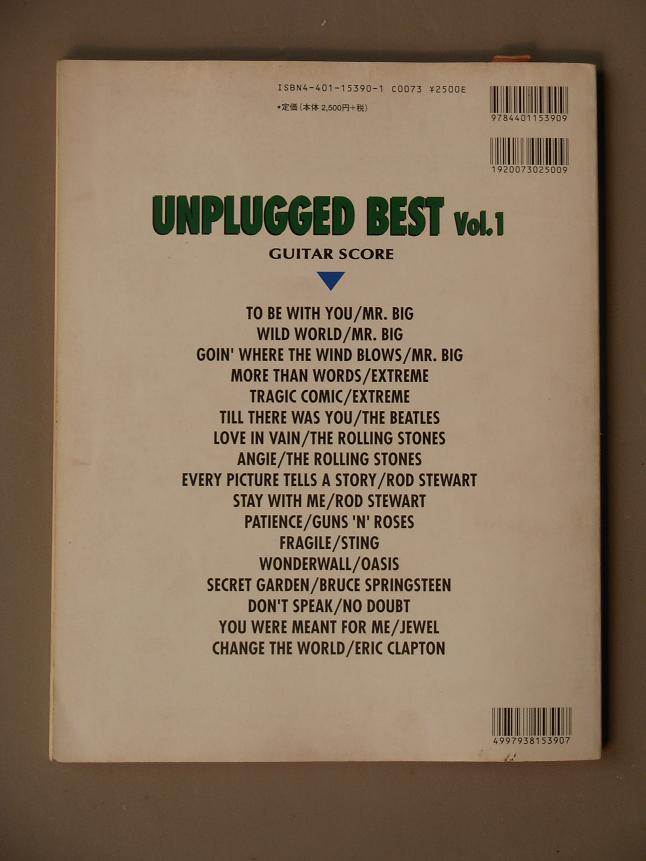 ISBN4-401-15390-1 C0073 ¥2500E
*定価(本体 2,500円+税)
9784401153909
1920073025009
UNPLUGGED BEST Vol.1
GUITAR SCORE
TO BE WITH YOU/MR. BIG
WILD WORLD/MR. BIG
GOIN' WHERE THE WIND BLOWS/MR. BIG
MORE THAN WORDS/EXTREME
TRAGIC COMIC/EXTREME
TILL THERE WAS YOU/THE BEATLES
LOVE IN VAIN/THE ROLLING STONES
ANGIE/THE ROLLING STONES
EVERY PICTURE TELLS A STORY/ROD STEWART
STAY WITH ME/ROD STEWART
PATIENCE/GUNS 'N' ROSES
FRAGILE/STING
WONDERWALL/OASIS
SECRET GARDEN/BRUCE SPRINGSTEEN
DON'T SPEAK/NO DOUBT
YOU WERE MEANT FOR ME/JEWEL
CHANGE THE WORLD/ERIC CLAPTON
4997938153907